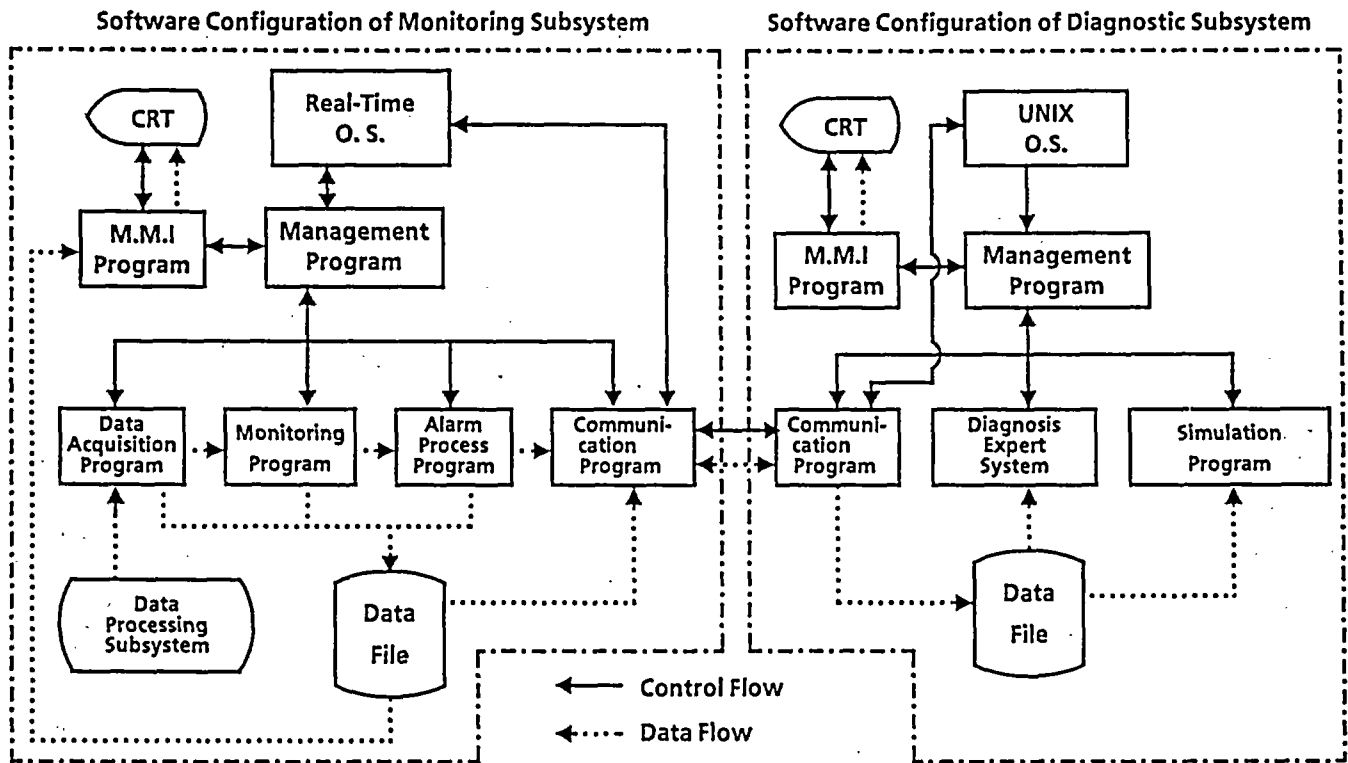 Software Configuration of Monitoring Subsystem
Software Configuration of Diagnostic Subsystem
CRT
Real-Time
O. S.
M.M.I
Program
Management
Program
Data
Acquisition
Program
Monitoring
Program
Alarm
Process
Program
Communi-
cation
Program
Data
Processing
Subsystem
Data
File
CRT
UNIX
O.S.
M.M.I
Program
Management
Program
Communi-
cation
Program
Diagnosis
Expert
System
Simulation
Program
Data
File
Control Flow
Data Flow